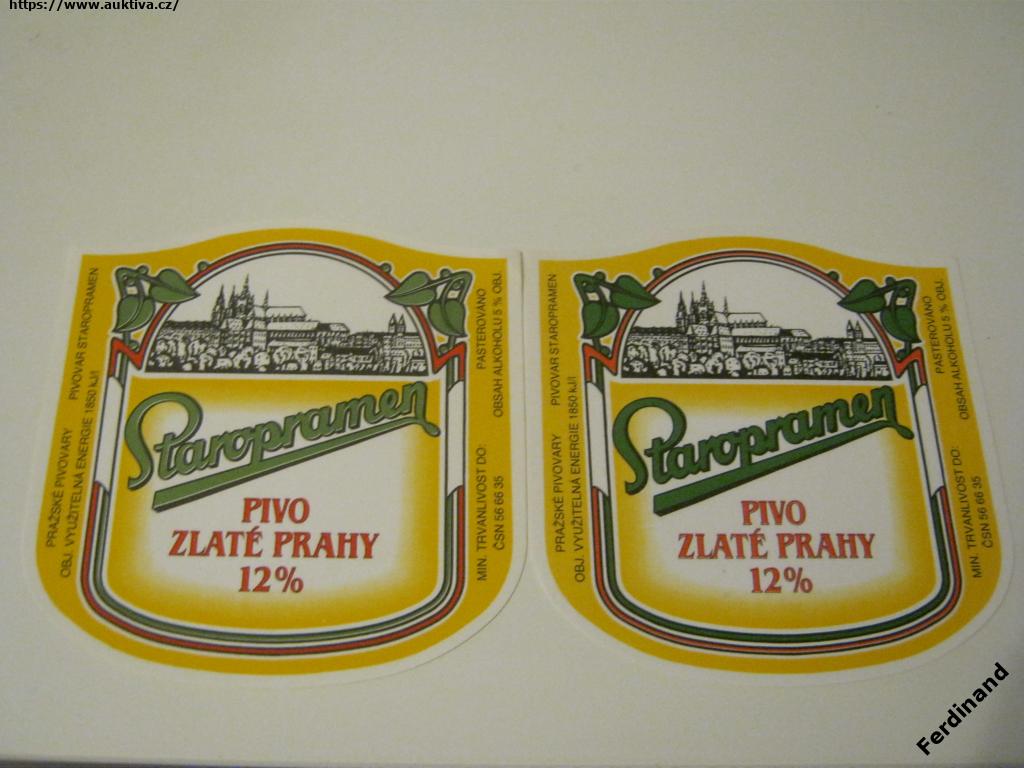 https://www.auktiva.cz/
PRAŽSKÉ PIVOVARY PIVOVAR STAROPRAMEN
OBJ. VYUŽITELNÁ ENERGIE 1850 kJ/l
Staropramen
PIVO
ZLATÉ PRAHY
12%
MIN. TRVANLIVOST DO: PASTEROVÁNO
ČSN 56 66 35 OBSAH ALKOHOLU 5 % OBJ.
PRAŽSKÉ PIVOVARY PIVOVAR STAROPRAMEN
OBJ. VYUŽITELNÁ ENERGIE 1850 kJ/l
Staropramen
PIVO
ZLATÉ PRAHY
12%
MIN. TRVANLIVOST DO: PASTEROVÁNO
ČSN 56 66 35 OBSAH ALKOHOLU 5 % OBJ.
Ferdinand